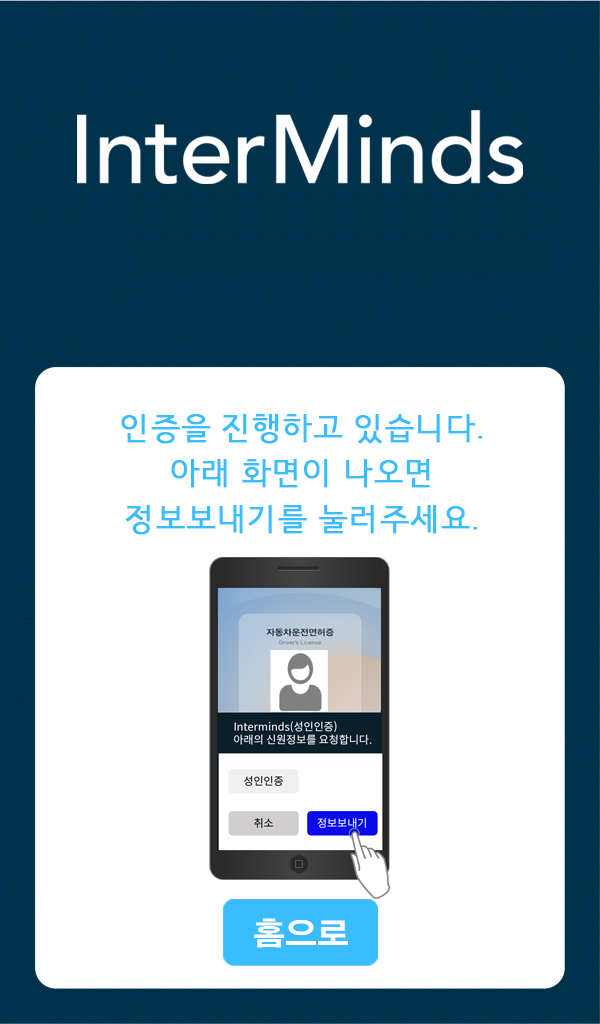 InterMinds
인증을 진행하고 있습니다.
아래 화면이 나오면
정보보내기를 눌러주세요.
자동차운전면허증
Driver's License
Interminds(성인인증)
아래의 신원정보를 요청합니다.
성인인증
취소
정보보내기
홈으로